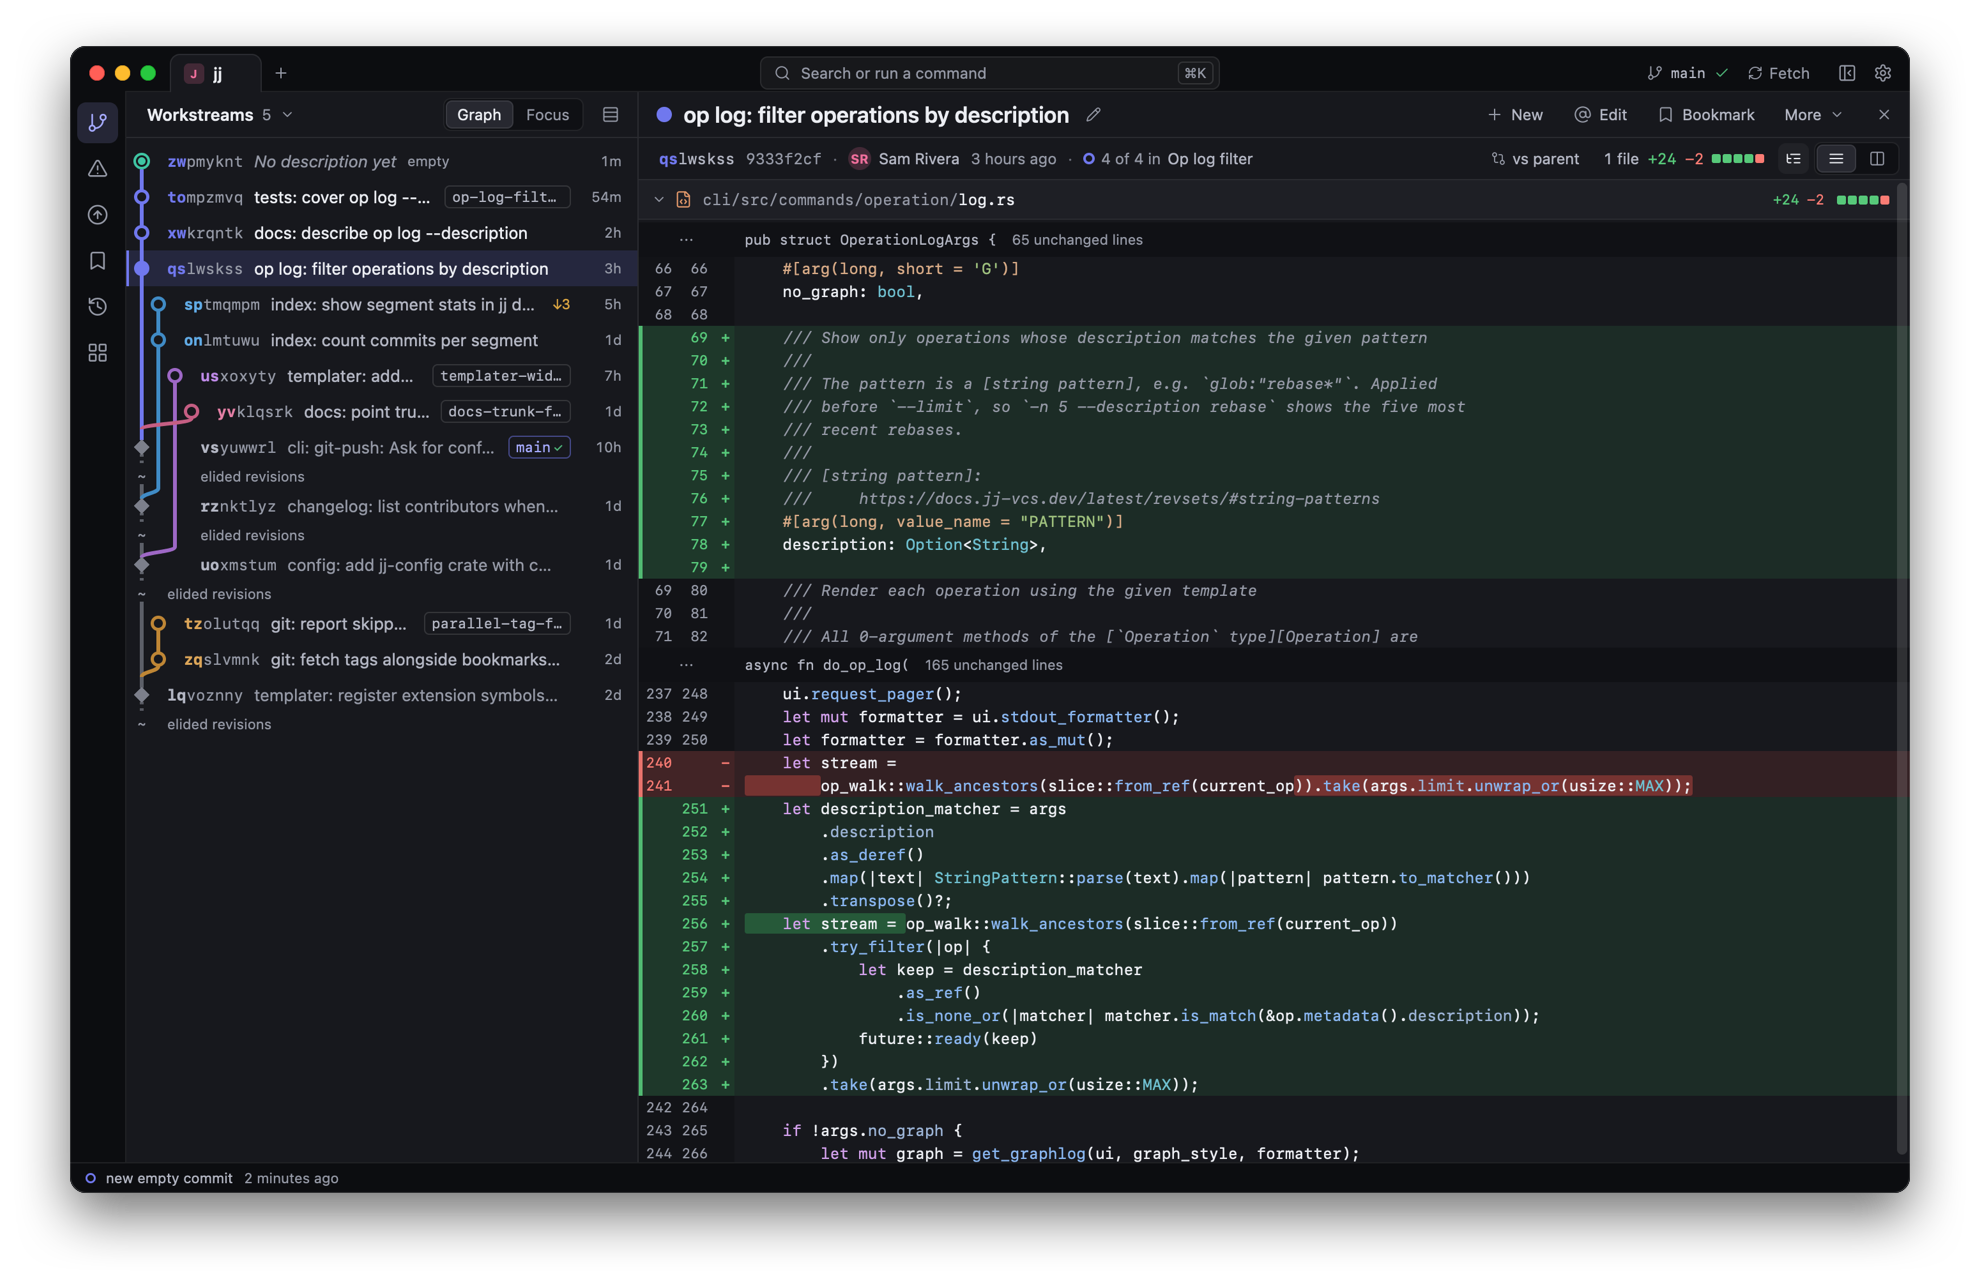 J jj +
Search or run a command ⌘K
main ✓ Fetch
Workstreams 5
Graph Focus
zwpmyknt No description yet empty 1m
tompzmvq tests: cover op log --... op-log-filt… 54m
xwkrqntk docs: describe op log --description 2h
qslwskss op log: filter operations by description 3h
sptmqmpm index: show segment stats in jj d... ↓3 5h
onlmtuwu index: count commits per segment 1d
usxoxyty templater: add... templater-wid… 7h
yvklqsrk docs: point tru... docs-trunk-f… 1d
vsyuwwrl cli: git-push: Ask for conf... main ✓ 10h
~ elided revisions
rznktlyz changelog: list contributors when... 1d
~ elided revisions
uoxmstum config: add jj-config crate with c... 1d
~ elided revisions
tzolutqq git: report skipp... parallel-tag-f… 1d
zqslvmnk git: fetch tags alongside bookmarks... 2d
lqvoznny templater: register extension symbols... 2d
~ elided revisions
op log: filter operations by description
+ New @ Edit Bookmark More
qslwskss 9333f2cf · SR Sam Rivera 3 hours ago · 4 of 4 in Op log filter
vs parent 1 file +24 −2
cli/src/commands/operation/log.rs +24 −2
... pub struct OperationLogArgs { 65 unchanged lines
66 66 #[arg(long, short = 'G')]
67 67 no_graph: bool,
68 68
69 + /// Show only operations whose description matches the given pattern
70 + ///
71 + /// The pattern is a [string pattern], e.g. `glob:"rebase*"`. Applied
72 + /// before `--limit`, so `-n 5 --description rebase` shows the five most
73 + /// recent rebases.
74 + ///
75 + /// [string pattern]:
76 + ///     https://docs.jj-vcs.dev/latest/revsets/#string-patterns
77 + #[arg(long, value_name = "PATTERN")]
78 + description: Option<String>,
79 +
69 80 /// Render each operation using the given template
70 81 ///
71 82 /// All 0-argument methods of the [`Operation` type][Operation] are
... async fn do_op_log( 165 unchanged lines
237 248 ui.request_pager();
238 249 let mut formatter = ui.stdout_formatter();
239 250 let formatter = formatter.as_mut();
240 − let stream =
241 − op_walk::walk_ancestors(slice::from_ref(current_op)).take(args.limit.unwrap_or(usize::MAX));
251 + let description_matcher = args
252 + .description
253 + .as_deref()
254 + .map(|text| StringPattern::parse(text).map(|pattern| pattern.to_matcher()))
255 + .transpose()?;
256 + let stream = op_walk::walk_ancestors(slice::from_ref(current_op))
257 + .try_filter(|op| {
258 + let keep = description_matcher
259 + .as_ref()
260 + .is_none_or(|matcher| matcher.is_match(&op.metadata().description));
261 + future::ready(keep)
262 + })
263 + .take(args.limit.unwrap_or(usize::MAX));
242 264
243 265 if !args.no_graph {
244 266 let mut graph = get_graphlog(ui, graph_style, formatter);
new empty commit 2 minutes ago